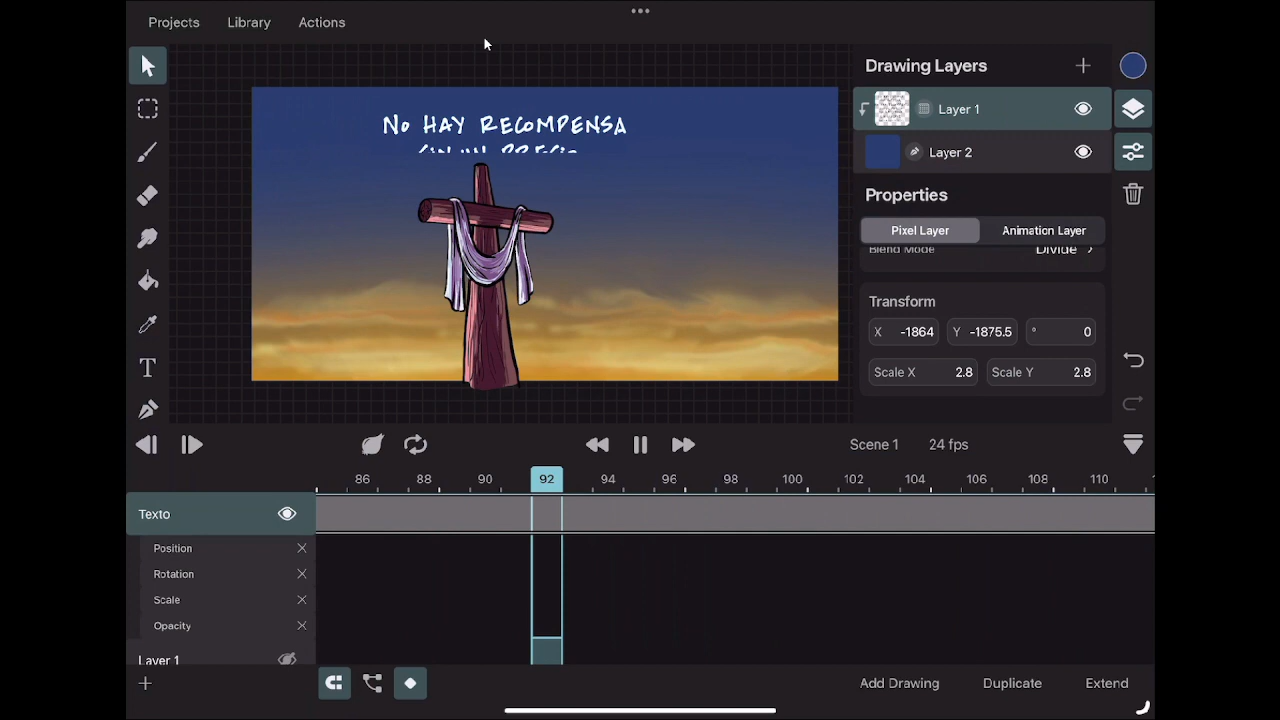 Projects Library Actions
Drawing Layers
NO HAY RECOMPENSA
Layer 1
Layer 2
Properties
Pixel Layer Animation Layer
Blend Mode Divide
Transform
X -1864 Y -1875.5 ° 0
Scale X 2.8 Scale Y 2.8
T
Scene 1 24 fps
86 88 90 92 94 96 98 100 102 104 106 108 110
Texto
Position
Rotation
Scale
Opacity
Layer 1
Add Drawing Duplicate Extend